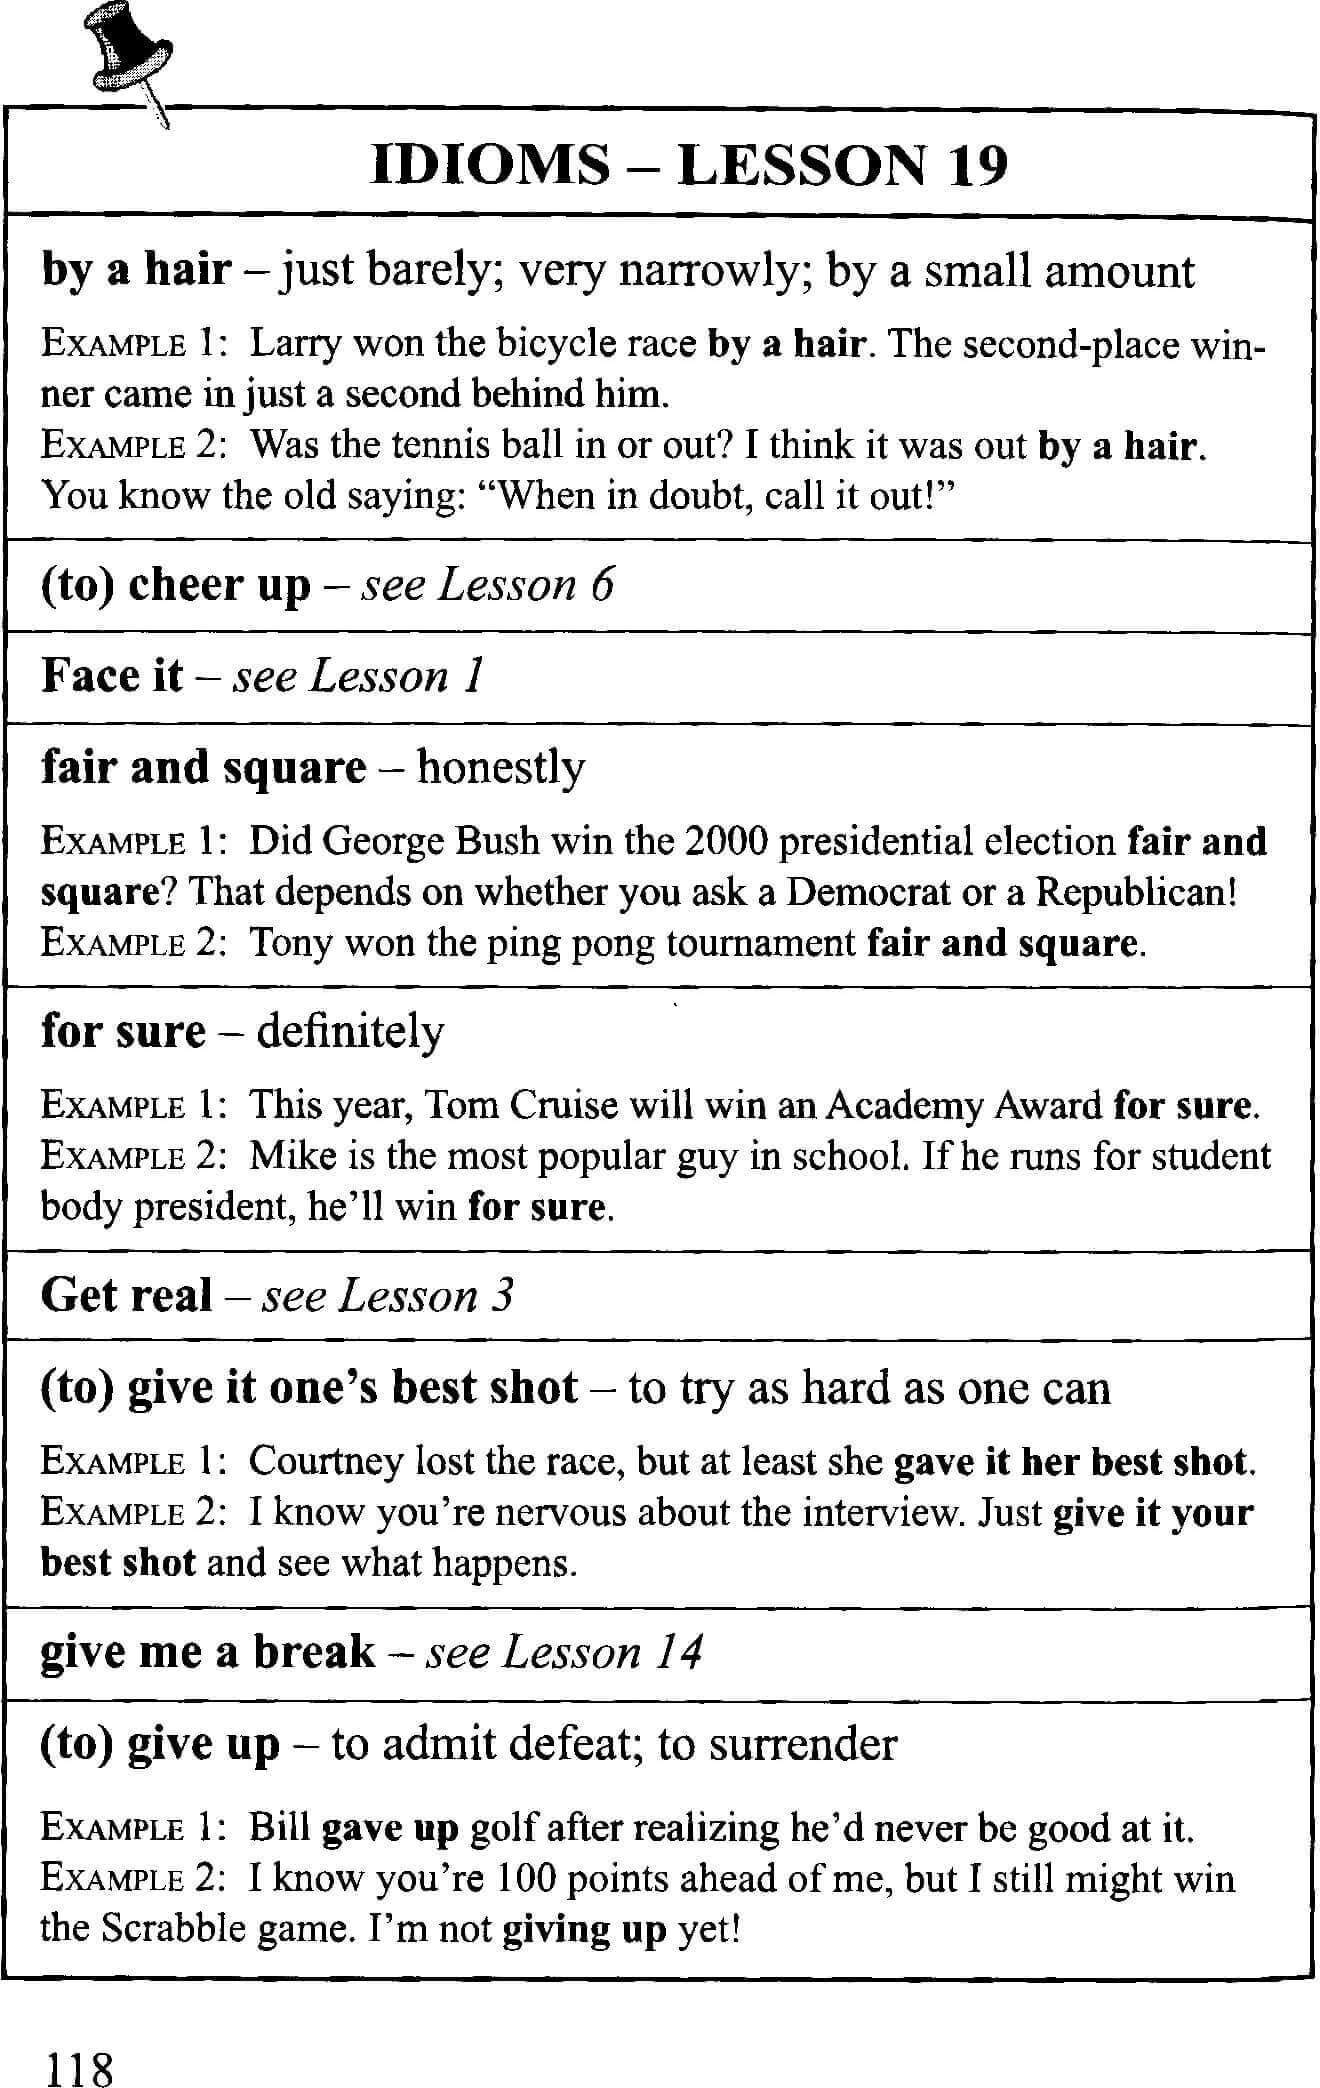 IDIOMS – LESSON 19
by a hair – just barely; very narrowly; by a small amount
EXAMPLE 1: Larry won the bicycle race by a hair. The second-place win-
ner came in just a second behind him.
EXAMPLE 2: Was the tennis ball in or out? I think it was out by a hair.
You know the old saying: “When in doubt, call it out!”
(to) cheer up – see Lesson 6
Face it – see Lesson 1
fair and square – honestly
EXAMPLE 1: Did George Bush win the 2000 presidential election fair and
square? That depends on whether you ask a Democrat or a Republican!
EXAMPLE 2: Tony won the ping pong tournament fair and square.
for sure – definitely
EXAMPLE 1: This year, Tom Cruise will win an Academy Award for sure.
EXAMPLE 2: Mike is the most popular guy in school. If he runs for student
body president, he’ll win for sure.
Get real – see Lesson 3
(to) give it one’s best shot – to try as hard as one can
EXAMPLE 1: Courtney lost the race, but at least she gave it her best shot.
EXAMPLE 2: I know you’re nervous about the interview. Just give it your
best shot and see what happens.
give me a break – see Lesson 14
(to) give up – to admit defeat; to surrender
EXAMPLE 1: Bill gave up golf after realizing he’d never be good at it.
EXAMPLE 2: I know you’re 100 points ahead of me, but I still might win
the Scrabble game. I’m not giving up yet!
118